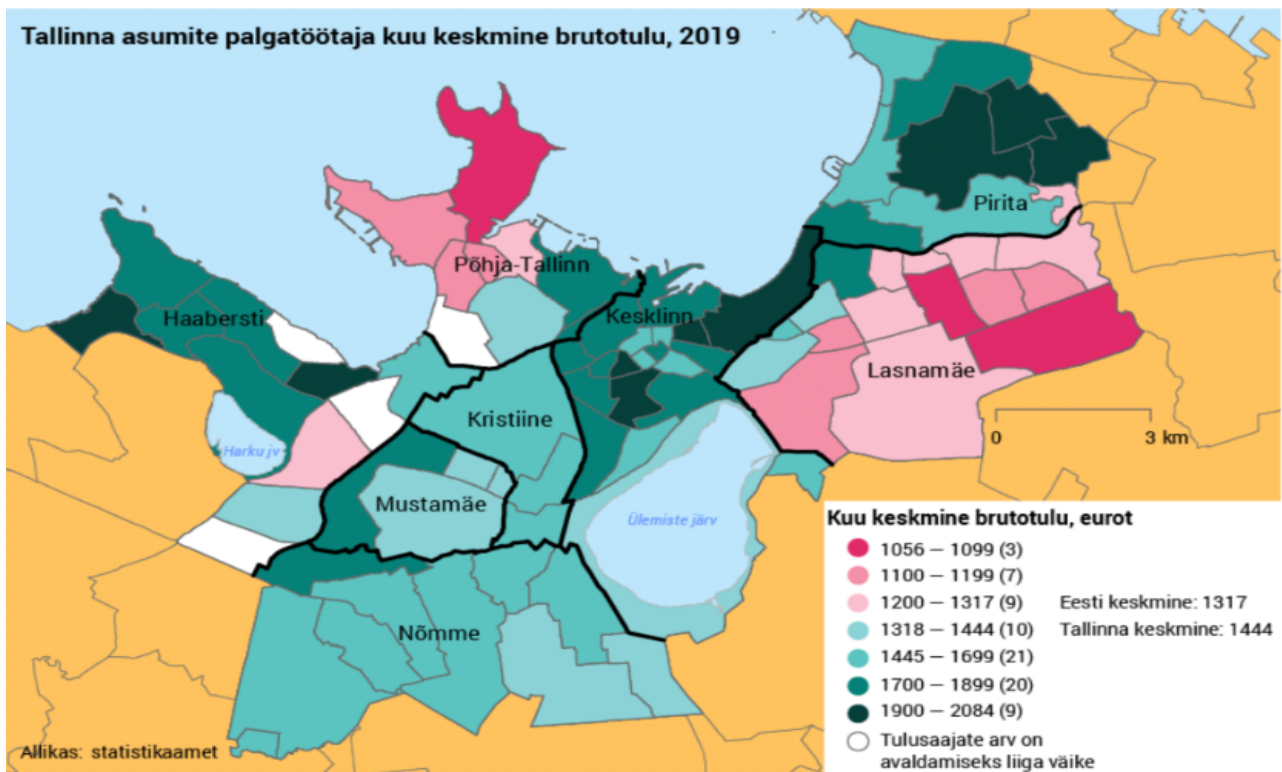 Tallinna asumite palgatöötaja kuu keskmine brutotulu, 2019
Pirita
Põhja-Tallinn
Haabersti
Kesklinn
Lasnamäe
Kristiine
0 3 km
Harku jv
Mustamäe
Ülemiste järv
Nõmme
Kuu keskmine brutotulu, eurot
1056 — 1099 (3)
1100 — 1199 (7)
1200 — 1317 (9) Eesti keskmine: 1317
1318 — 1444 (10) Tallinna keskmine: 1444
1445 — 1699 (21)
1700 — 1899 (20)
1900 — 2084 (9)
Tulusaajate arv on
avaldamiseks liiga väike
Allikas: statistikaamet